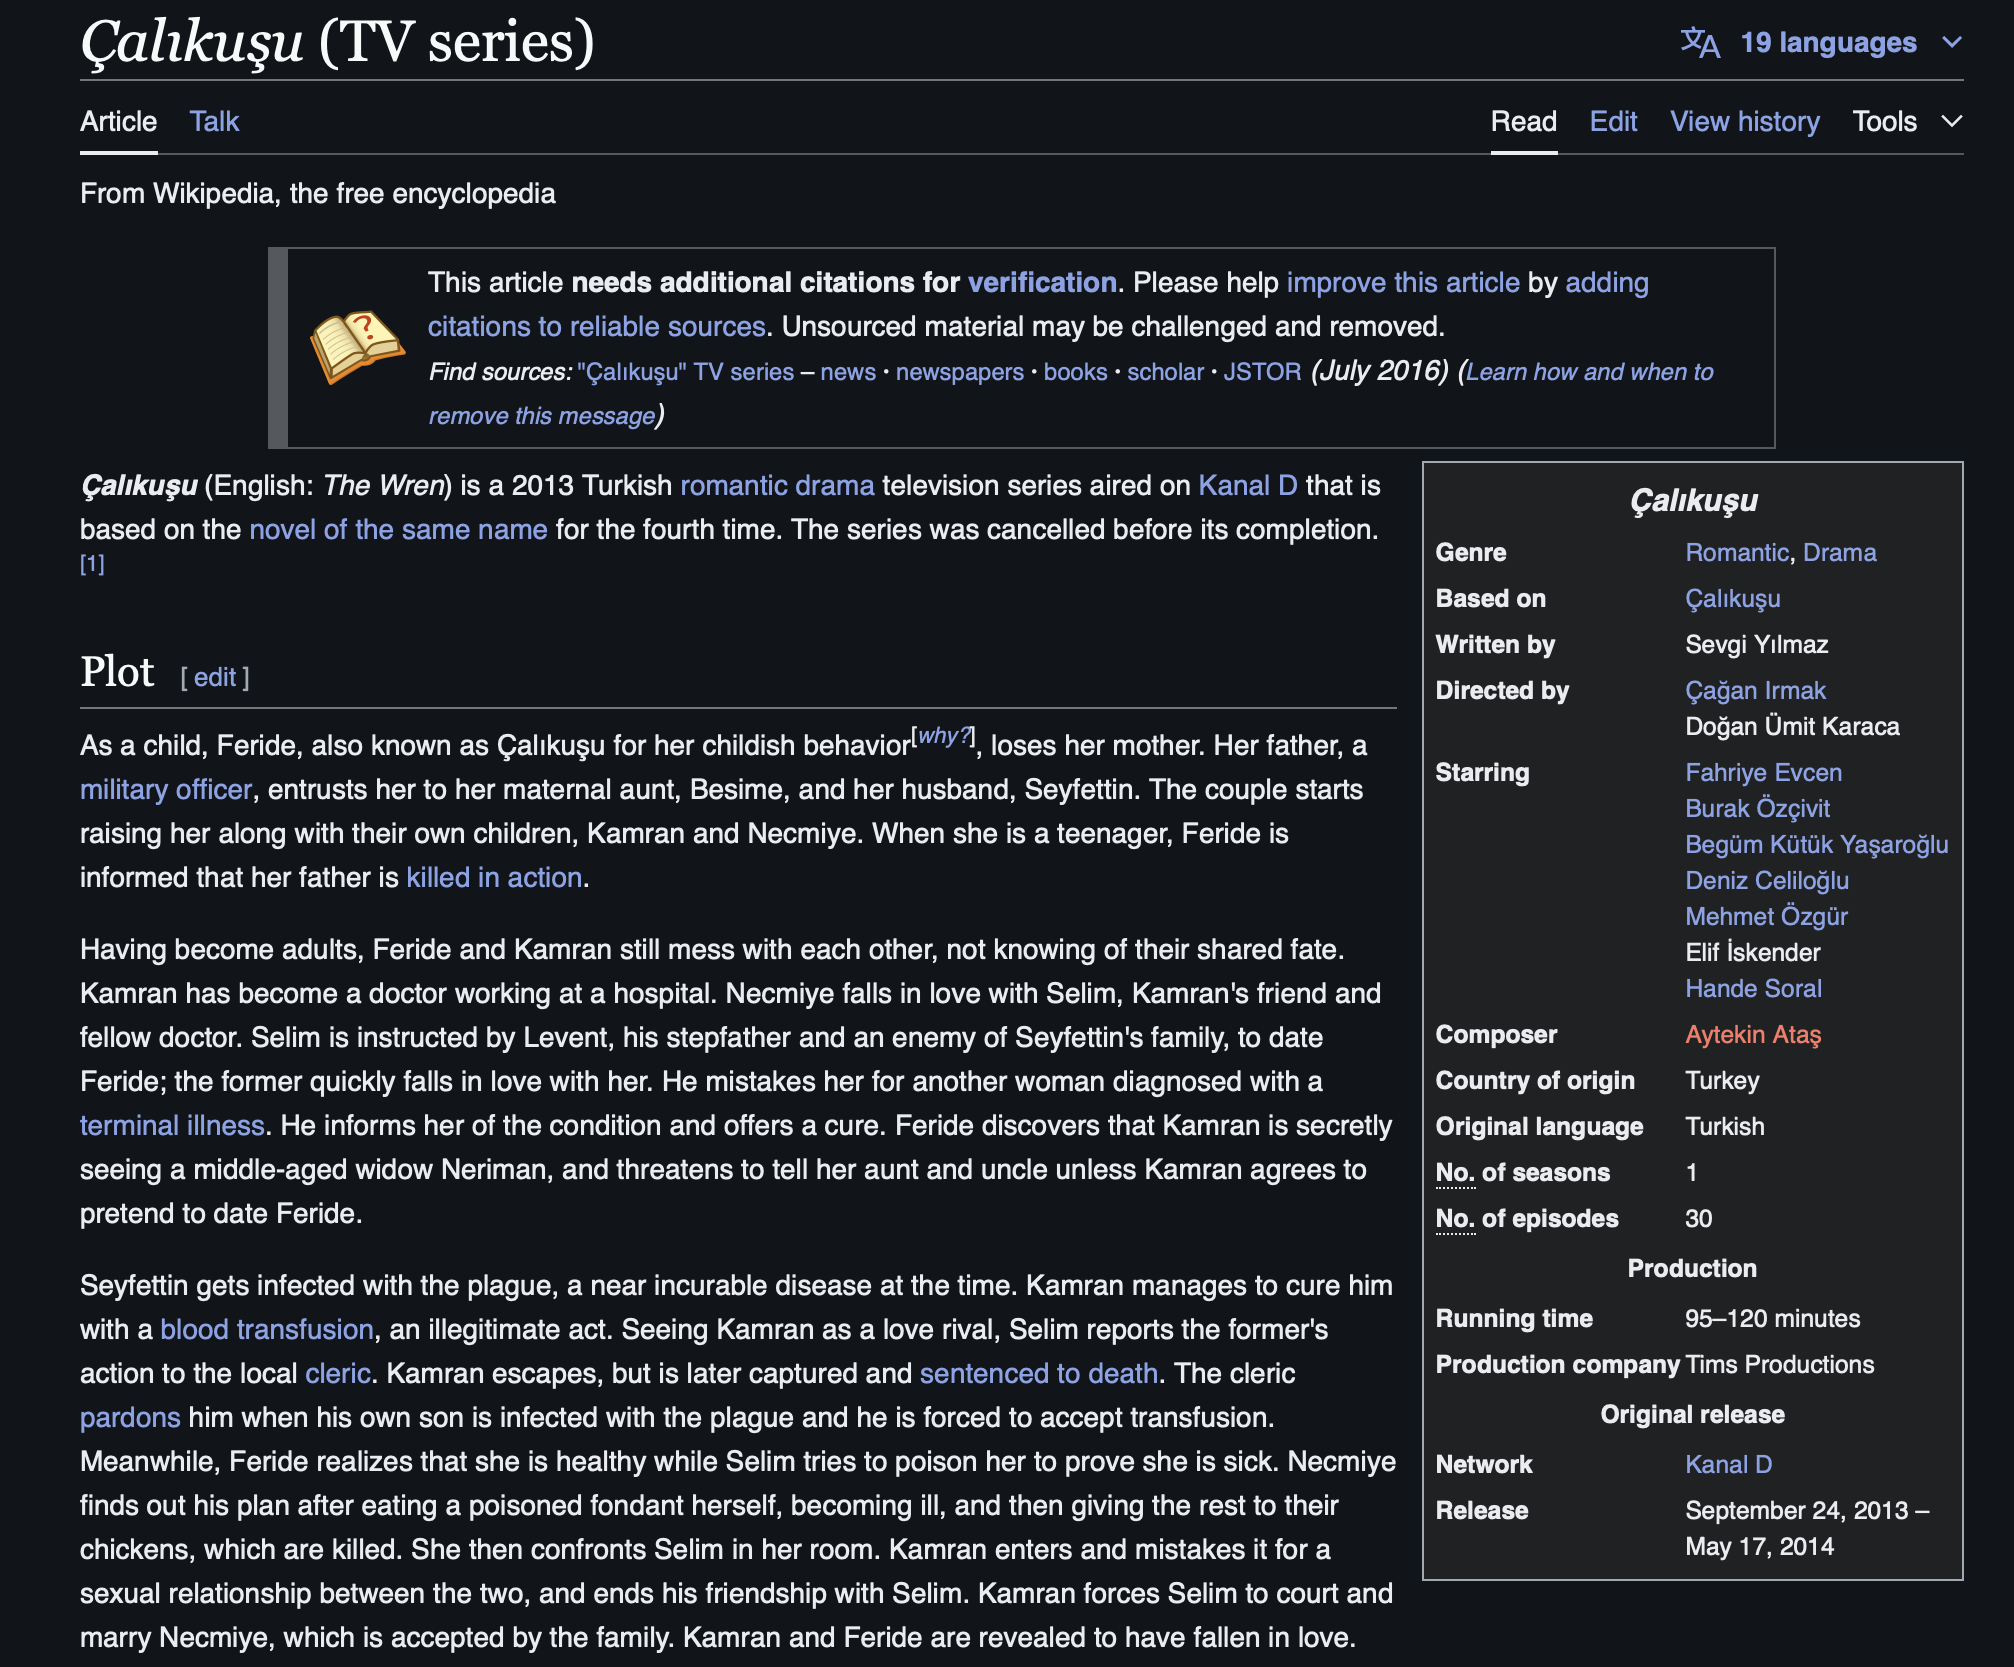 Çalıkuşu (TV series)
19 languages
Article Talk
Read Edit View history Tools
From Wikipedia, the free encyclopedia
This article needs additional citations for verification. Please help improve this article by adding
citations to reliable sources. Unsourced material may be challenged and removed.
Find sources: "Çalıkuşu" TV series – news · newspapers · books · scholar · JSTOR (July 2016) (Learn how and when to
remove this message)
Çalıkuşu (English: The Wren) is a 2013 Turkish romantic drama television series aired on Kanal D that is
based on the novel of the same name for the fourth time. The series was cancelled before its completion.
[1]
Plot [ edit ]
As a child, Feride, also known as Çalıkuşu for her childish behavior[why?], loses her mother. Her father, a
military officer, entrusts her to her maternal aunt, Besime, and her husband, Seyfettin. The couple starts
raising her along with their own children, Kamran and Necmiye. When she is a teenager, Feride is
informed that her father is killed in action.
Having become adults, Feride and Kamran still mess with each other, not knowing of their shared fate.
Kamran has become a doctor working at a hospital. Necmiye falls in love with Selim, Kamran's friend and
fellow doctor. Selim is instructed by Levent, his stepfather and an enemy of Seyfettin's family, to date
Feride; the former quickly falls in love with her. He mistakes her for another woman diagnosed with a
terminal illness. He informs her of the condition and offers a cure. Feride discovers that Kamran is secretly
seeing a middle-aged widow Neriman, and threatens to tell her aunt and uncle unless Kamran agrees to
pretend to date Feride.
Seyfettin gets infected with the plague, a near incurable disease at the time. Kamran manages to cure him
with a blood transfusion, an illegitimate act. Seeing Kamran as a love rival, Selim reports the former's
action to the local cleric. Kamran escapes, but is later captured and sentenced to death. The cleric
pardons him when his own son is infected with the plague and he is forced to accept transfusion.
Meanwhile, Feride realizes that she is healthy while Selim tries to poison her to prove she is sick. Necmiye
finds out his plan after eating a poisoned fondant herself, becoming ill, and then giving the rest to their
chickens, which are killed. She then confronts Selim in her room. Kamran enters and mistakes it for a
sexual relationship between the two, and ends his friendship with Selim. Kamran forces Selim to court and
marry Necmiye, which is accepted by the family. Kamran and Feride are revealed to have fallen in love.
Çalıkuşu
Genre Romantic, Drama
Based on Çalıkuşu
Written by Sevgi Yılmaz
Directed by Çağan Irmak
Doğan Ümit Karaca
Starring Fahriye Evcen
Burak Özçivit
Begüm Kütük Yaşaroğlu
Deniz Celiloğlu
Mehmet Özgür
Elif İskender
Hande Soral
Composer Aytekin Ataş
Country of origin Turkey
Original language Turkish
No. of seasons 1
No. of episodes 30
Production
Running time 95–120 minutes
Production company Tims Productions
Original release
Network Kanal D
Release September 24, 2013 –
May 17, 2014